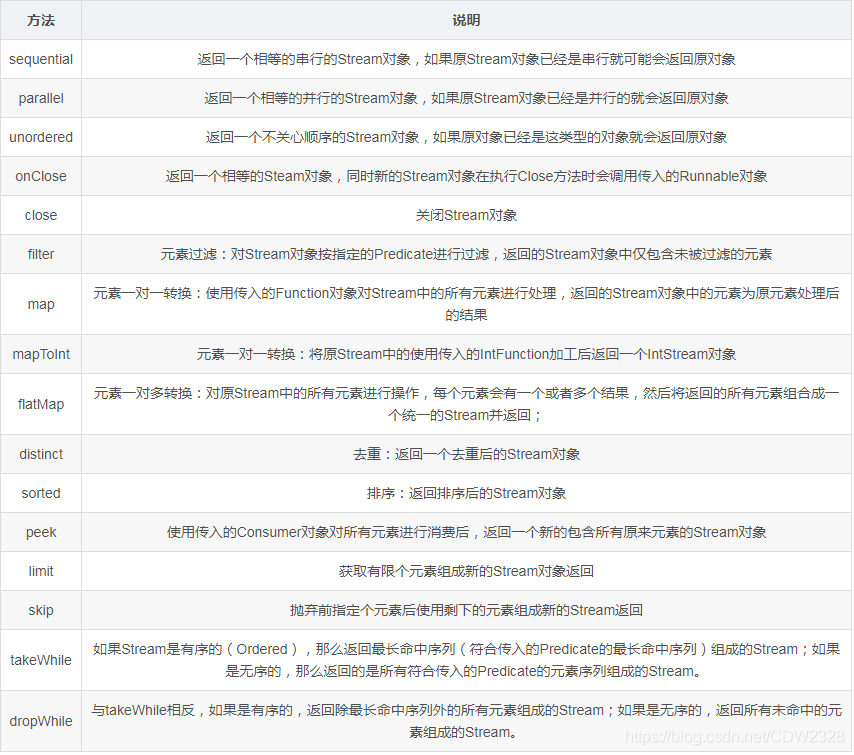 方法 说明
sequential 返回一个相等的串行的Stream对象，如果原Stream对象已经是串行就可能会返回原对象
parallel 返回一个相等的并行的Stream对象，如果原Stream对象已经是并行的就会返回原对象
unordered 返回一个不关心顺序的Stream对象，如果原对象已经是这类型的对象就会返回原对象
onClose 返回一个相等的Steam对象，同时新的Stream对象在执行Close方法时会调用传入的Runnable对象
close 关闭Stream对象
filter 元素过滤：对Stream对象按指定的Predicate进行过滤，返回的Stream对象中仅包含未被过滤的元素
map 元素一对一转换：使用传入的Function对象对Stream中的所有元素进行处理，返回的Stream对象中的元素为原元素处理后
的结果
mapToInt 元素一对一转换：将原Stream中的使用传入的IntFunction加工后返回一个IntStream对象
flatMap 元素一对多转换：对原Stream中的所有元素进行操作，每个元素会有一个或者多个结果，然后将返回的所有元素组合成一
个统一的Stream并返回；
distinct 去重：返回一个去重后的Stream对象
sorted 排序：返回排序后的Stream对象
peek 使用传入的Consumer对象对所有元素进行消费后，返回一个新的包含所有原来元素的Stream对象
limit 获取有限个元素组成新的Stream对象返回
skip 抛弃前指定个元素后使用剩下的元素组成新的Stream返回
takeWhile 如果Stream是有序的（Ordered），那么返回最长命中序列（符合传入的Predicate的最长命中序列）组成的Stream；如果
是无序的，那么返回的是所有符合传入的Predicate的元素序列组成的Stream。
dropWhile 与takeWhile相反，如果是有序的，返回除最长命中序列外的所有元素组成的Stream；如果是无序的，返回所有未命中的元
素组成的Stream。
https://blog.csdn.net/CDW2328